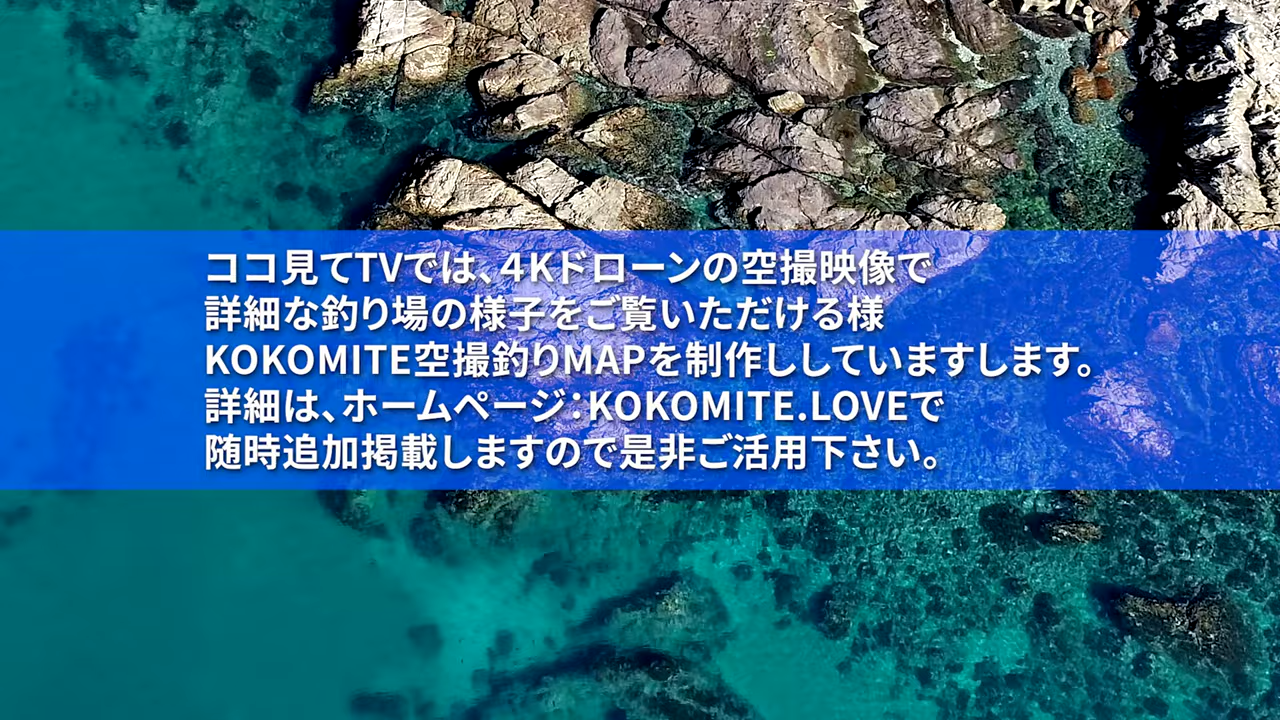 ココ見てTVでは、４Kドローンの空撮映像で
詳細な釣り場の様子をご覧いただける様
KOKOMITE空撮釣りMAPを制作ししていますします。
詳細は、ホームページ：KOKOMITE.LOVEで
随時追加掲載しますので是非ご活用下さい。